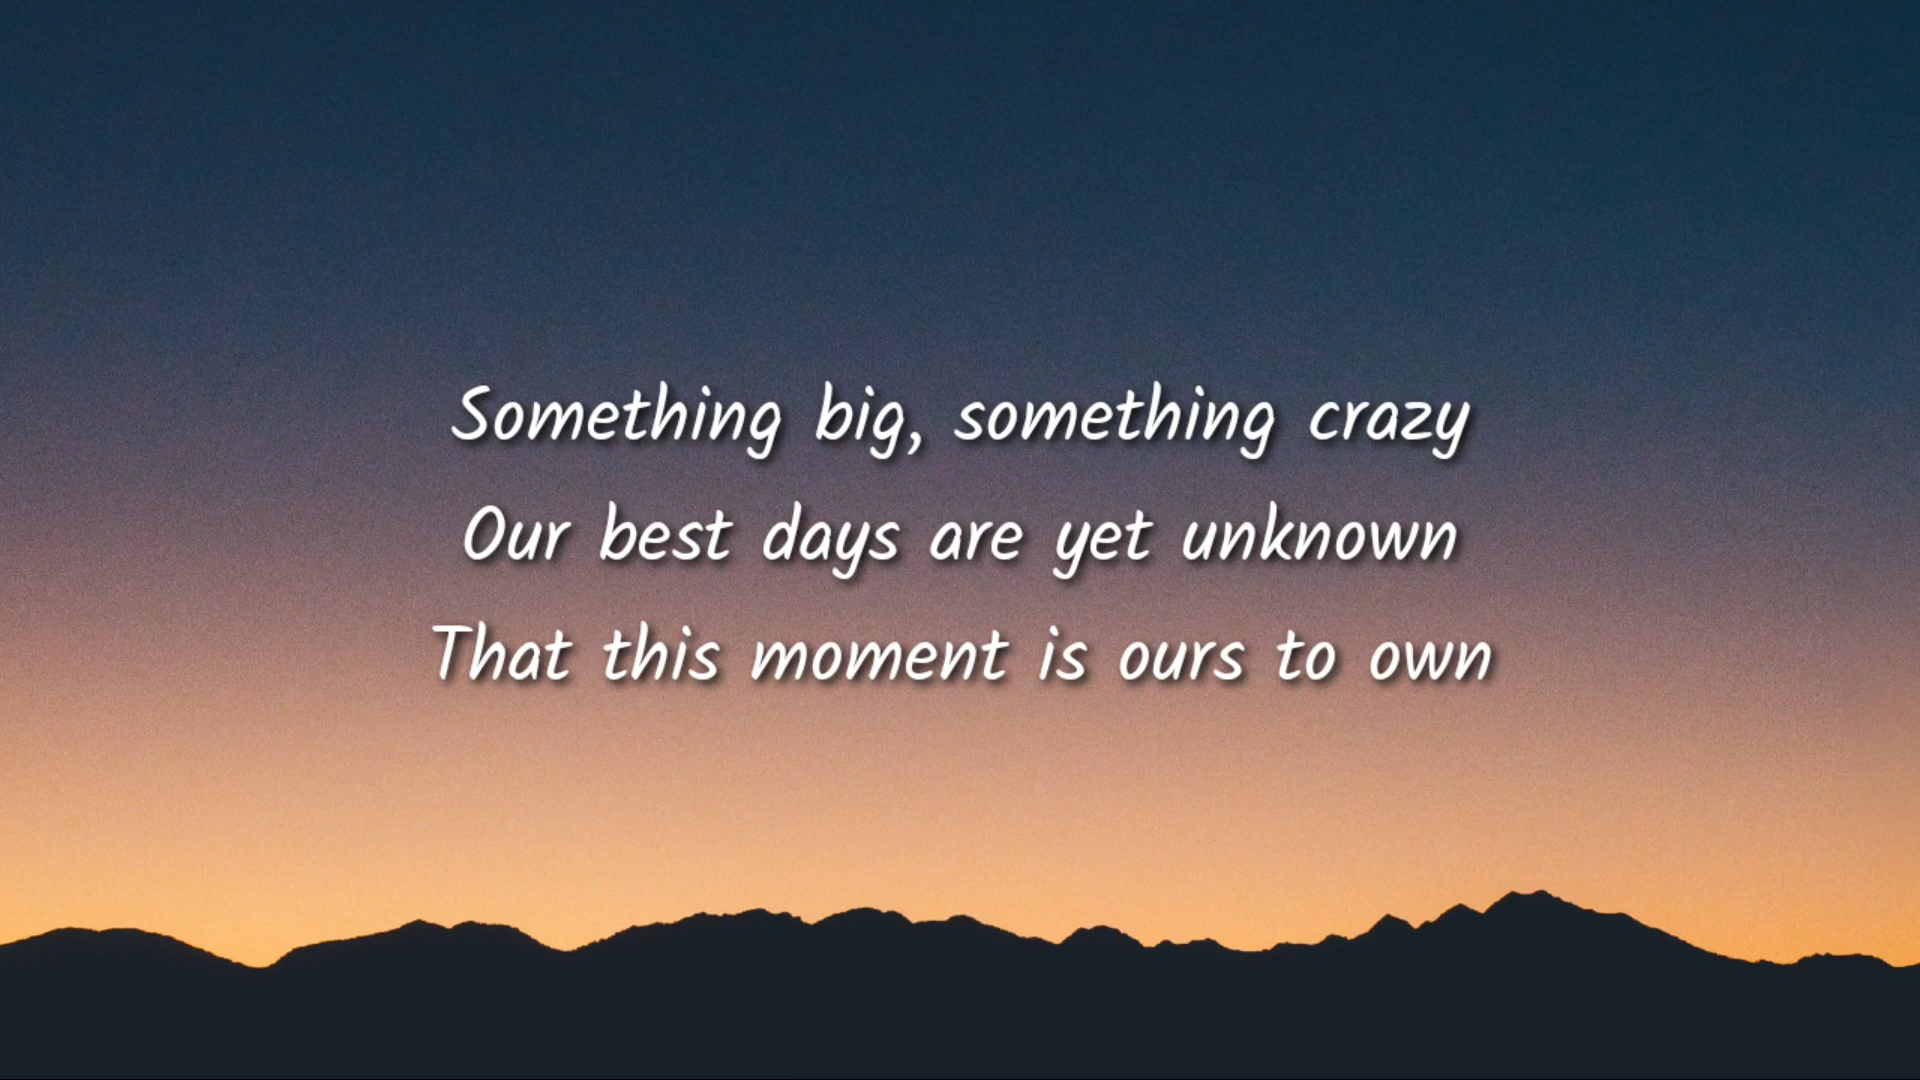 Something big, something crazy
Our best days are yet unknown
That this moment is ours to own